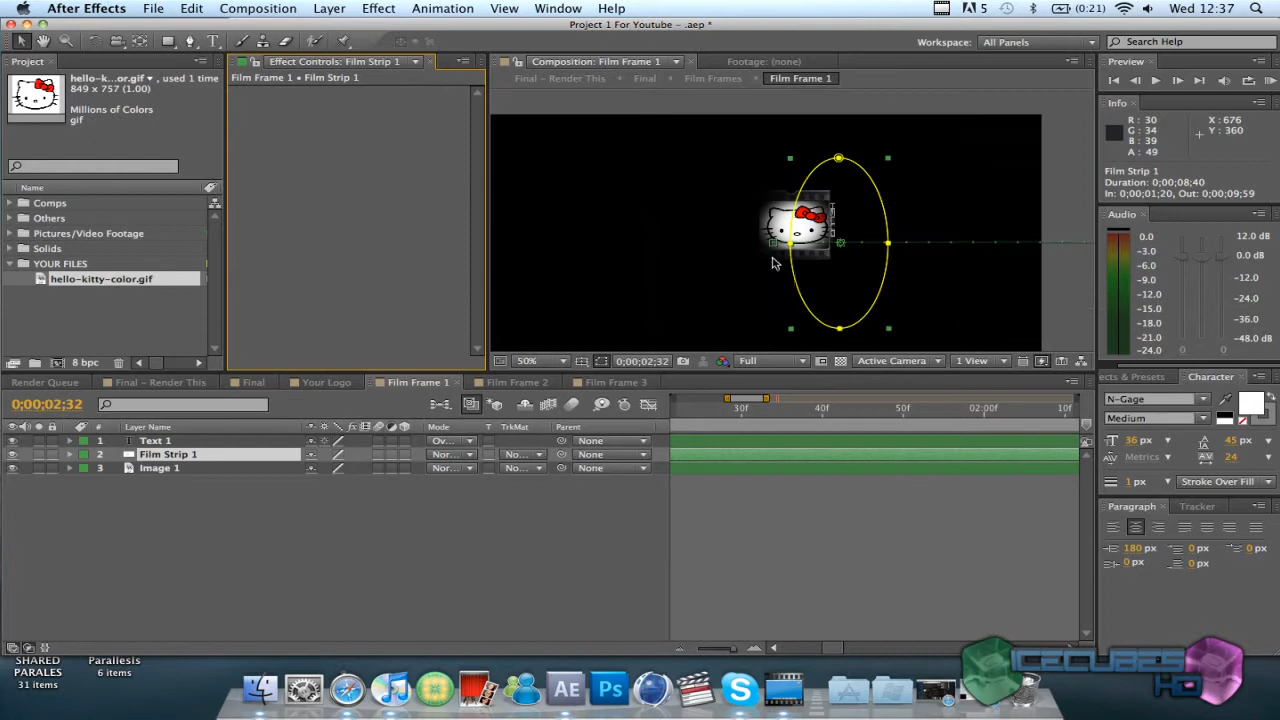 After Effects File Edit Composition Layer Effect Animation View Window Help 5 (0:21) Wed 12:37
Project 1 For Youtube – .aep *
Workspace: All Panels Search Help
Project
Effect Controls: Film Strip 1
Composition: Film Frame 1
Footage: (none)
Preview
hello-k...or.gif , used 1 time
849 x 757 (1.00)
Millions of Colors
gif
Film Frame 1 • Film Strip 1
Final – Render This Final Film Frames Film Frame 1
Info
R: 30
G: 34
B: 39
A: 49
X: 676
Y: 360
Film Strip 1
Duration: 0;00;08;40
In: 0;00;01;20, Out: 0;00;09;59
Name
Comps
Others
Pictures/Video Footage
Solids
YOUR FILES
hello-kitty-color.gif
Audio
0.0
-3.0
-6.0
-9.0
-12.0
-15.0
-18.0
-21.0
-24.0
12.0 dB
0.0 dB
-12.0
-24.0
-36.0
-48.0 dB
8 bpc
50% 0;00;02;32 Full Active Camera 1 View
Render Queue Final – Render This Final Your Logo Film Frame 1 Film Frame 2 Film Frame 3
0;00;02;32
30f 40f 50f 02:00f 10f
# Layer Name fx Mode T TrkMat Parent
1 T Text 1 Ov... None
2 Film Strip 1 Nor... No... None
3 Image 1 Nor... No... None
cts & Presets Character
N-Gage
Medium
36 px 45 px
Metrics 24
1 px Stroke Over Fill
Paragraph Tracker
180 px 0 px 0 px
0 px 0 px
SHARED PARALES
31 items
Parallesis
6 items
AE Ps
ICECUBES
HD